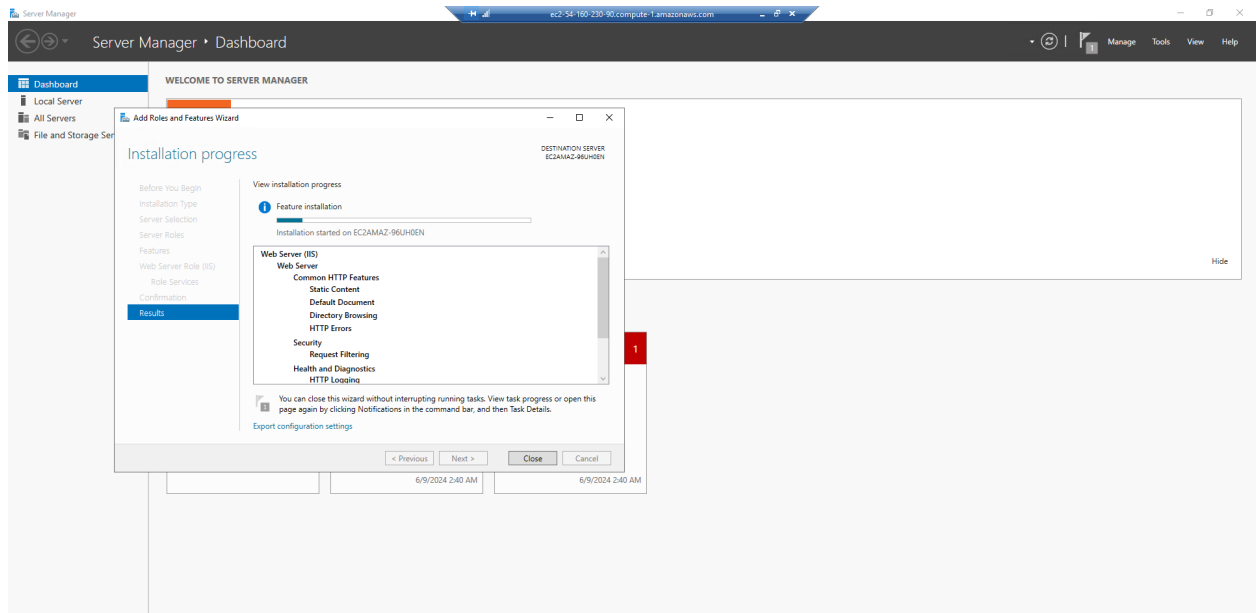 Server Manager
ec2-54-160-230-90.compute-1.amazonaws.com
Server Manager • Dashboard
1
Manage
Tools
View
Help
Dashboard
Local Server
All Servers
File and Storage Ser
WELCOME TO SERVER MANAGER
Hide
Add Roles and Features Wizard
Installation progress
DESTINATION SERVER
EC2AMAZ-96UH0EN
Before You Begin
Installation Type
Server Selection
Server Roles
Features
Web Server Role (IIS)
Role Services
Confirmation
Results
View installation progress
Feature installation
Installation started on EC2AMAZ-96UH0EN
Web Server (IIS)
Web Server
Common HTTP Features
Static Content
Default Document
Directory Browsing
HTTP Errors
Security
Request Filtering
Health and Diagnostics
HTTP Logging
1
You can close this wizard without interrupting running tasks. View task progress or open this
page again by clicking Notifications in the command bar, and then Task Details.
Export configuration settings
< Previous
Next >
Close
Cancel
1
6/9/2024 2:40 AM
6/9/2024 2:40 AM